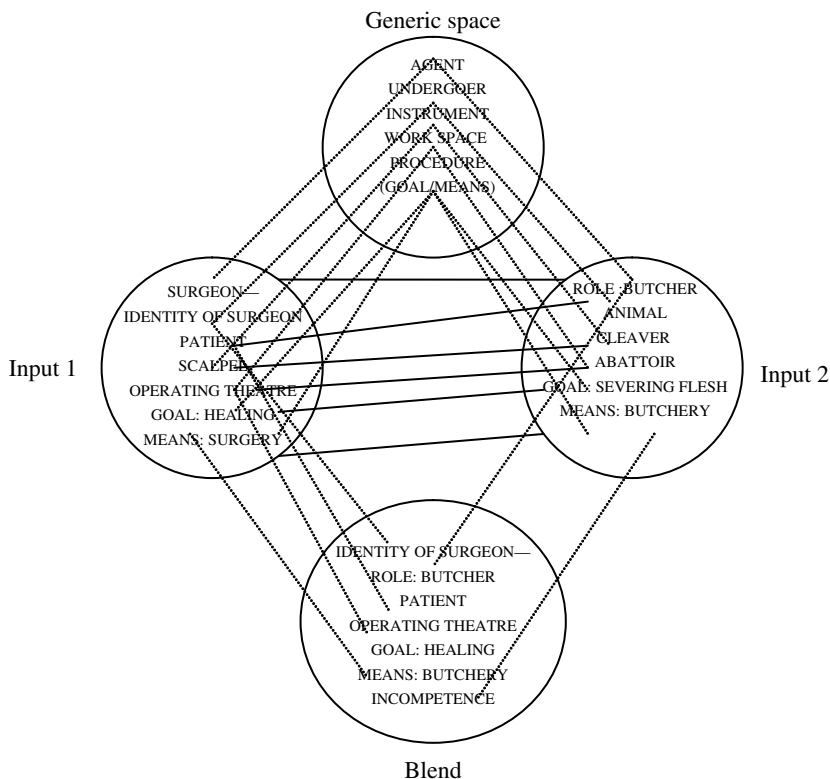 Generic space
AGENT
UNDERGOER
INSTRUMENT
WORK SPACE
PROCEDURE
(GOAL/MEANS)
Input 1
SURGEON—
IDENTITY OF SURGEON
PATIENT
SCALPEL
OPERATING THEATRE
GOAL: HEALING
MEANS: SURGERY
ROLE :BUTCHER
ANIMAL
CLEAVER
ABATTOIR
GOAL: SEVERING FLESH
MEANS: BUTCHERY
Input 2
IDENTITY OF SURGEON—
ROLE: BUTCHER
PATIENT
OPERATING THEATRE
GOAL: HEALING
MEANS: BUTCHERY
INCOMPETENCE
Blend